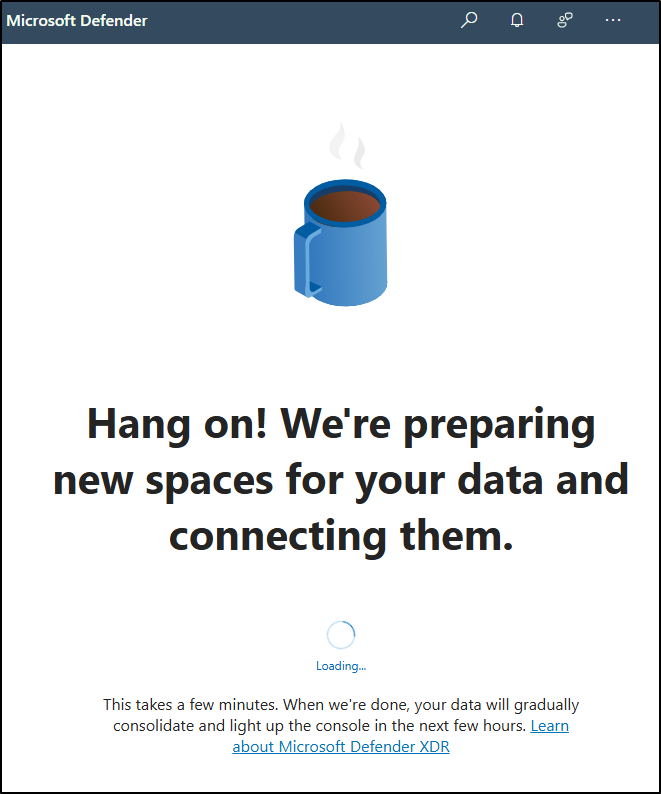 Microsoft Defender
Hang on! We're preparing
new spaces for your data and
connecting them.
Loading...
This takes a few minutes. When we're done, your data will gradually
consolidate and light up the console in the next few hours. Learn
about Microsoft Defender XDR